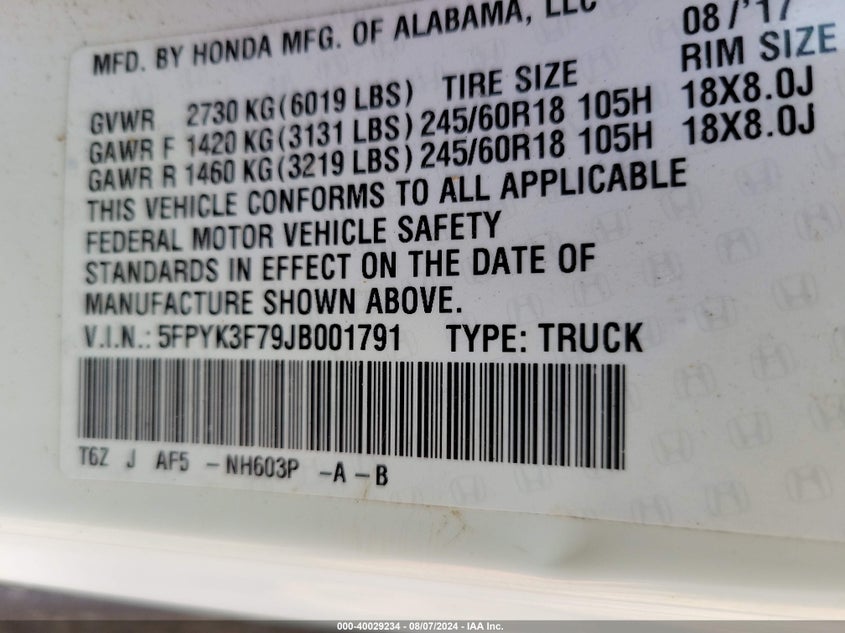 MFD. BY HONDA MFG. OF ALABAMA, LLC 08/'17
GVWR 2730 KG(6019 LBS) TIRE SIZE RIM SIZE
GAWR F 1420 KG(3131 LBS) 245/60R18 105H 18X8.0J
GAWR R 1460 KG(3219 LBS) 245/60R18 105H 18X8.0J
THIS VEHICLE CONFORMS TO ALL APPLICABLE
FEDERAL MOTOR VEHICLE SAFETY
STANDARDS IN EFFECT ON THE DATE OF
MANUFACTURE SHOWN ABOVE.
V.I.N.: 5FPYK3F79JB001791 TYPE: TRUCK
T6Z J AF5 -NH603P -A-B
000-40029234 - 08/07/2024 - IAA Inc.